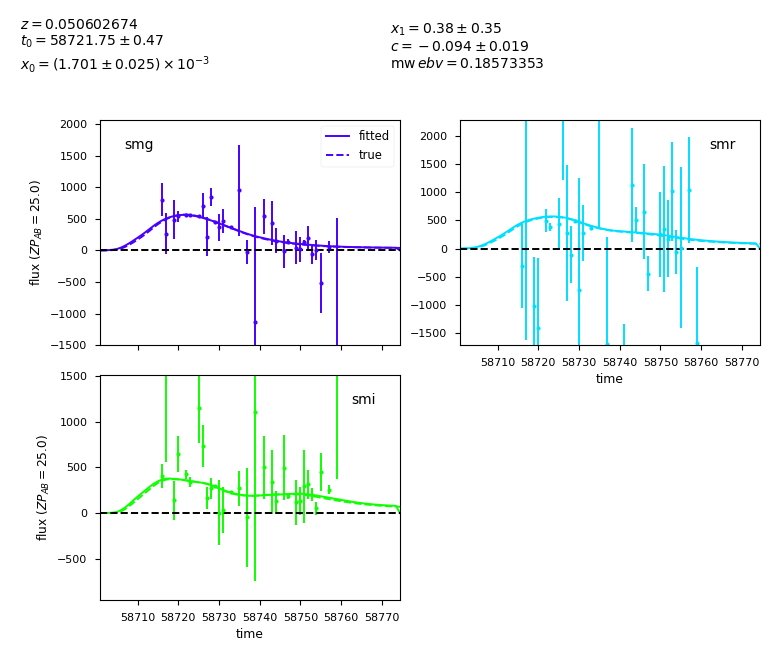 z = 0.050602674
t₀ = 58721.75 ± 0.47
x₀ = (1.701 ± 0.025) × 10⁻³
x₁ = 0.38 ± 0.35
c = −0.094 ± 0.019
mw ebv = 0.18573353
smg
fitted
true
2000
1500
1000
500
0
−500
−1000
−1500
flux (ZP_AB = 25.0)
smr
2000
1500
1000
500
0
−500
−1000
−1500
58710 58720 58730 58740 58750 58760 58770
time
smi
1500
1000
500
0
−500
flux (ZP_AB = 25.0)
58710 58720 58730 58740 58750 58760 58770
time